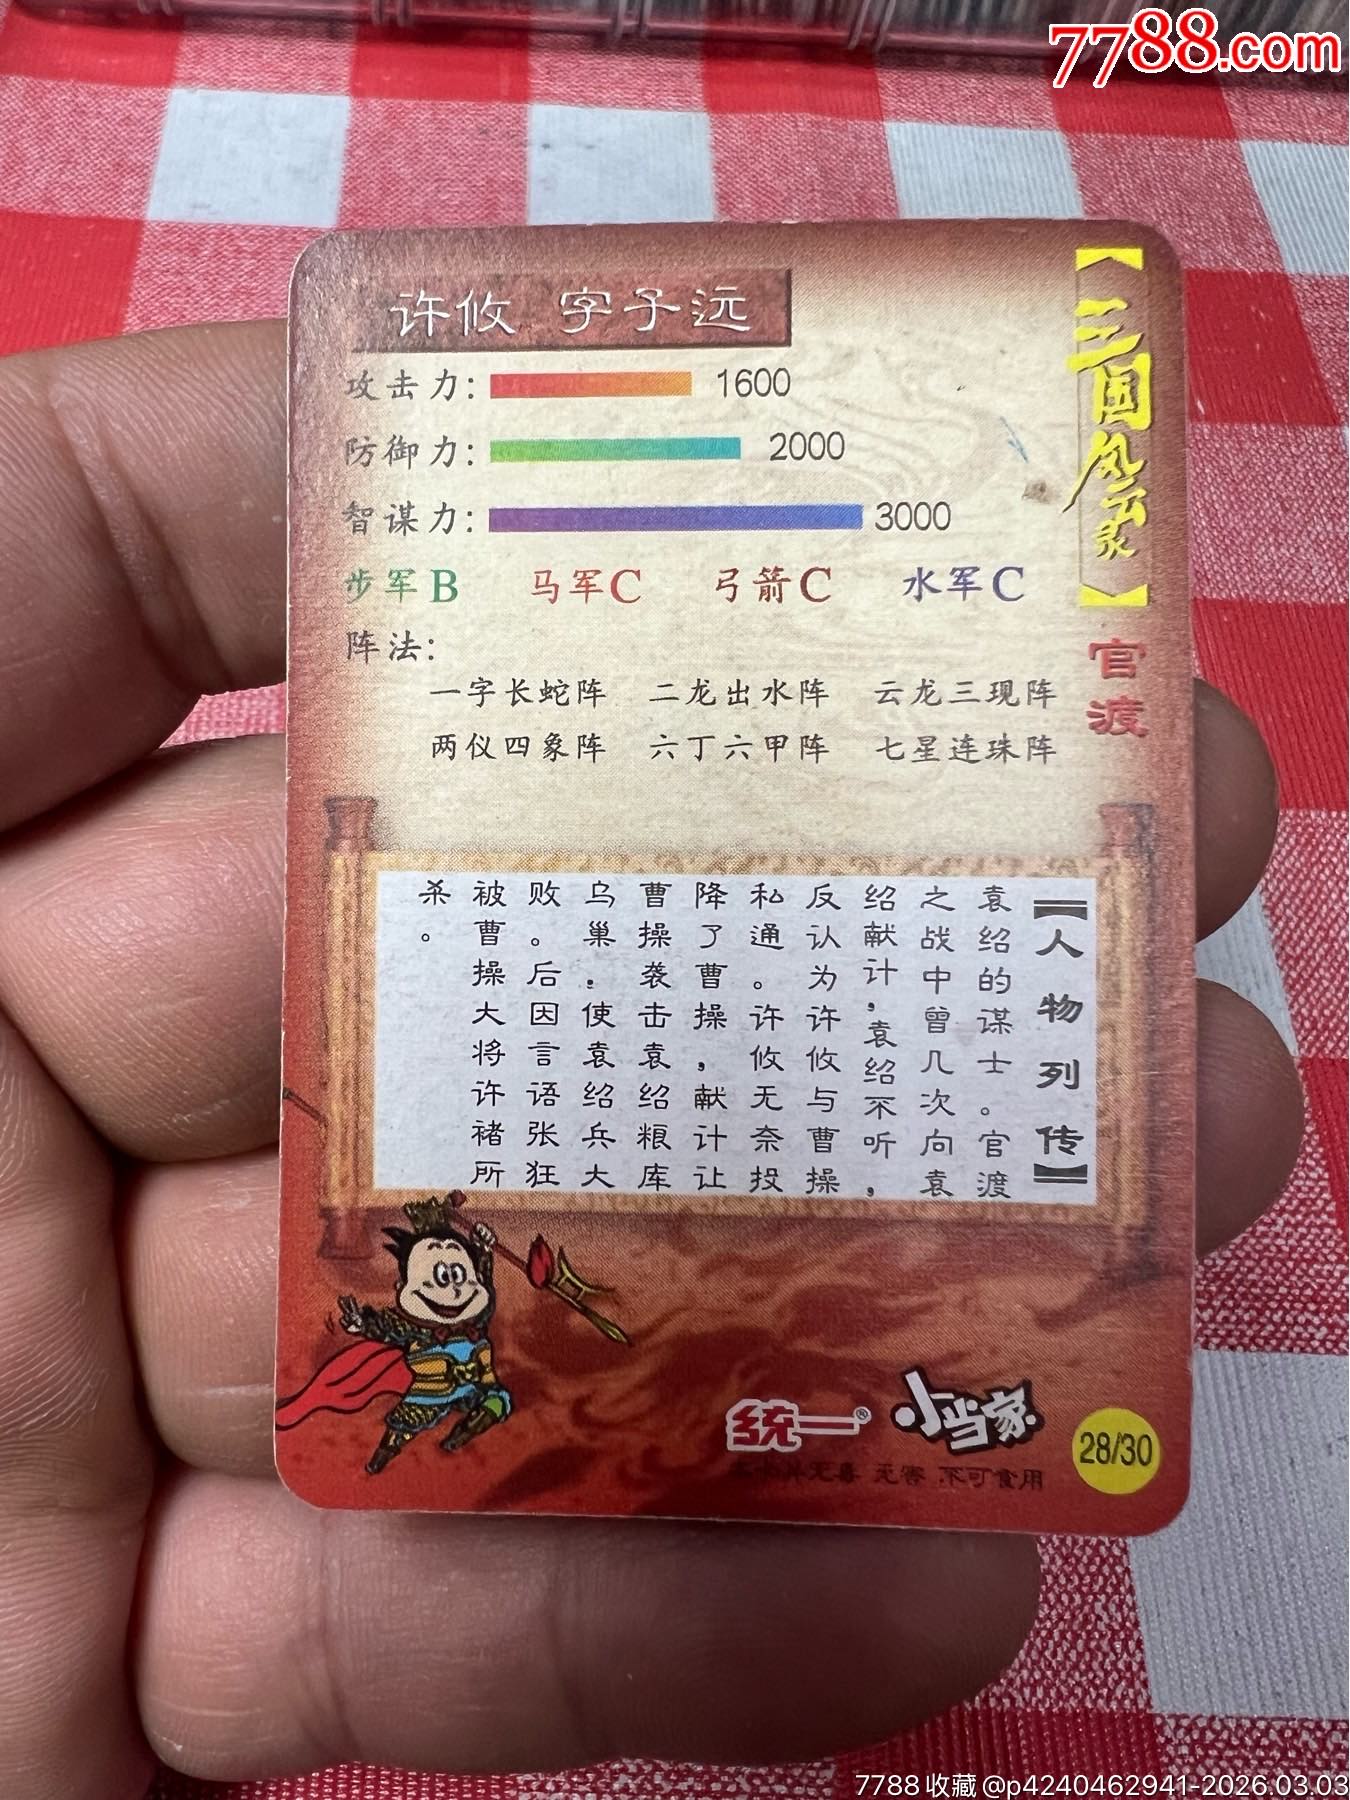 7788.com
许攸 字子远
攻击力: 1600
防御力: 2000
智谋力: 3000
步军B 马军C 弓箭C 水军C
阵法:
一字长蛇阵 二龙出水阵 云龙三现阵
两仪四象阵 六丁六甲阵 七星连珠阵
【三国风云录】
官渡
【人物列传】
袁绍的谋士。官渡
之战中曾几次向袁
绍献计,袁绍不听,
反认为许攸与曹操
私通。许攸无奈投
降了曹操,献计让
曹操袭击袁绍粮库
乌巢,使袁绍兵大
败。后因言语张狂
被曹操大将许褚所
杀。
统一® 小当家
卡片无毒 无害 不可食用
28/30
7788收藏@p4240462941-2026.03.03